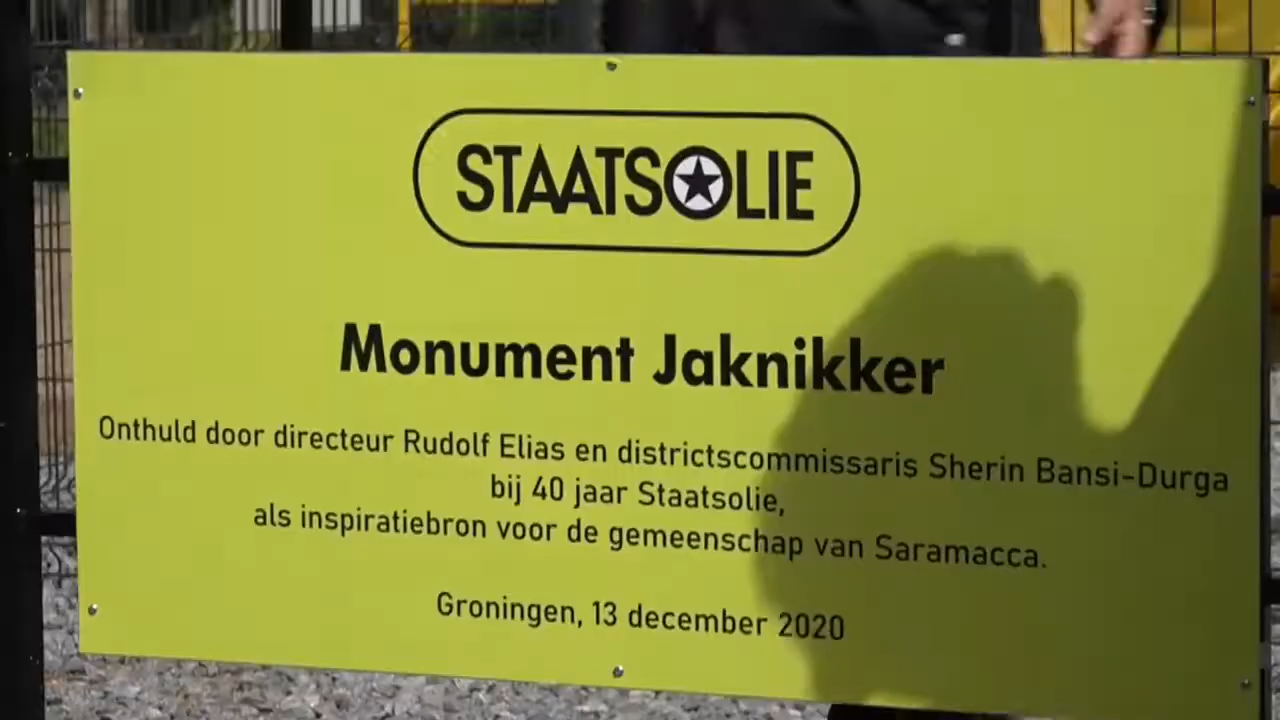 STAATSOLIE
Monument Jaknikker
Onthuld door directeur Rudolf Elias en districtscommissaris Sherin Bansi-Durga
bij 40 jaar Staatsolie,
als inspiratiebron voor de gemeenschap van Saramacca.
Groningen, 13 december 2020